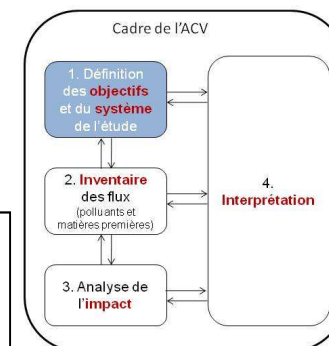 Cadre de l'ACV
1. Définition
des objectifs
et du système
de l'étude
2. Inventaire
des flux
(polluants et
matières premières)
3. Analyse de
l'impact
4.
Interprétation